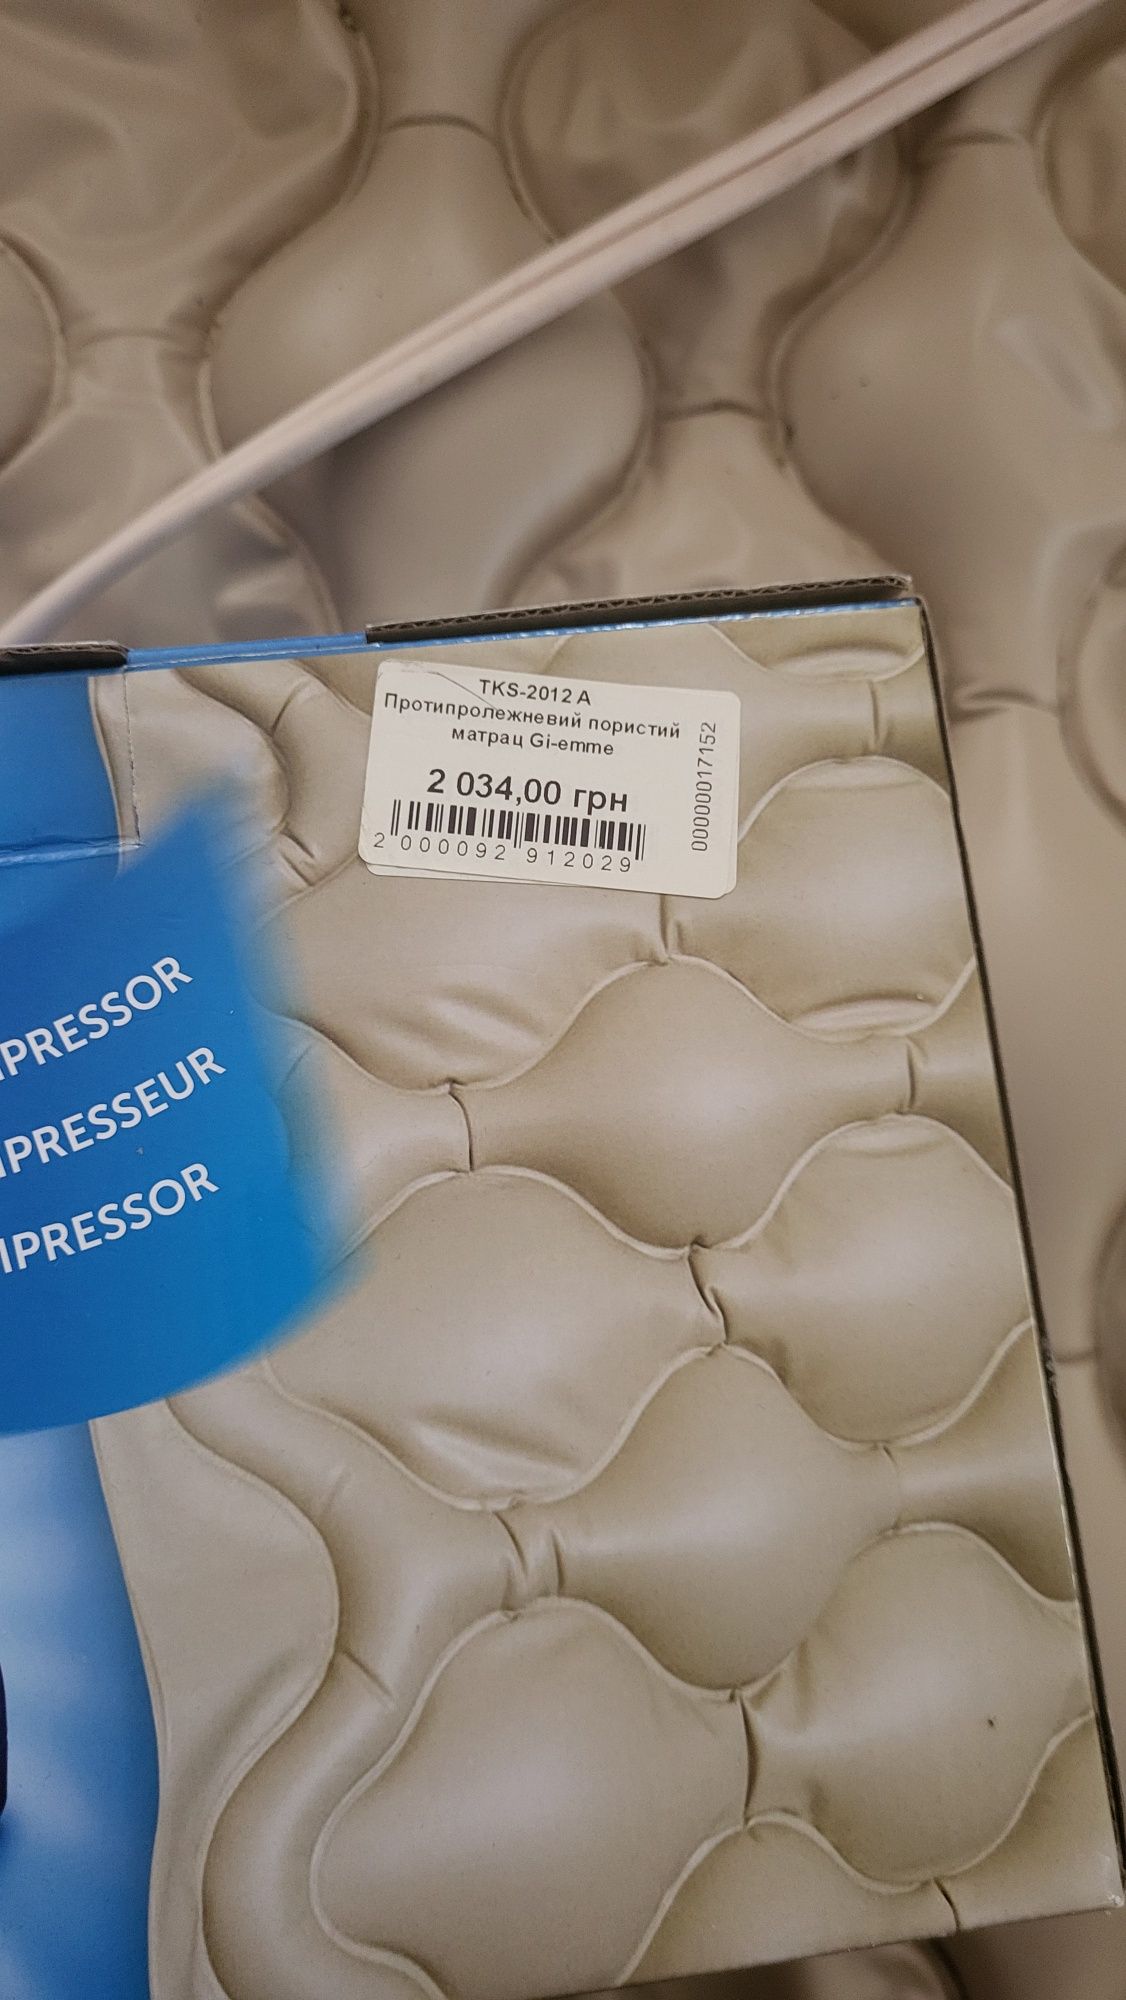 TKS-2012 A
Протипролежневий пористий
матрац Gi-emme
2 034,00 грн
2 000092 912029
00000017152
IPRESSOR
IPRESSEUR
IPRESSOR